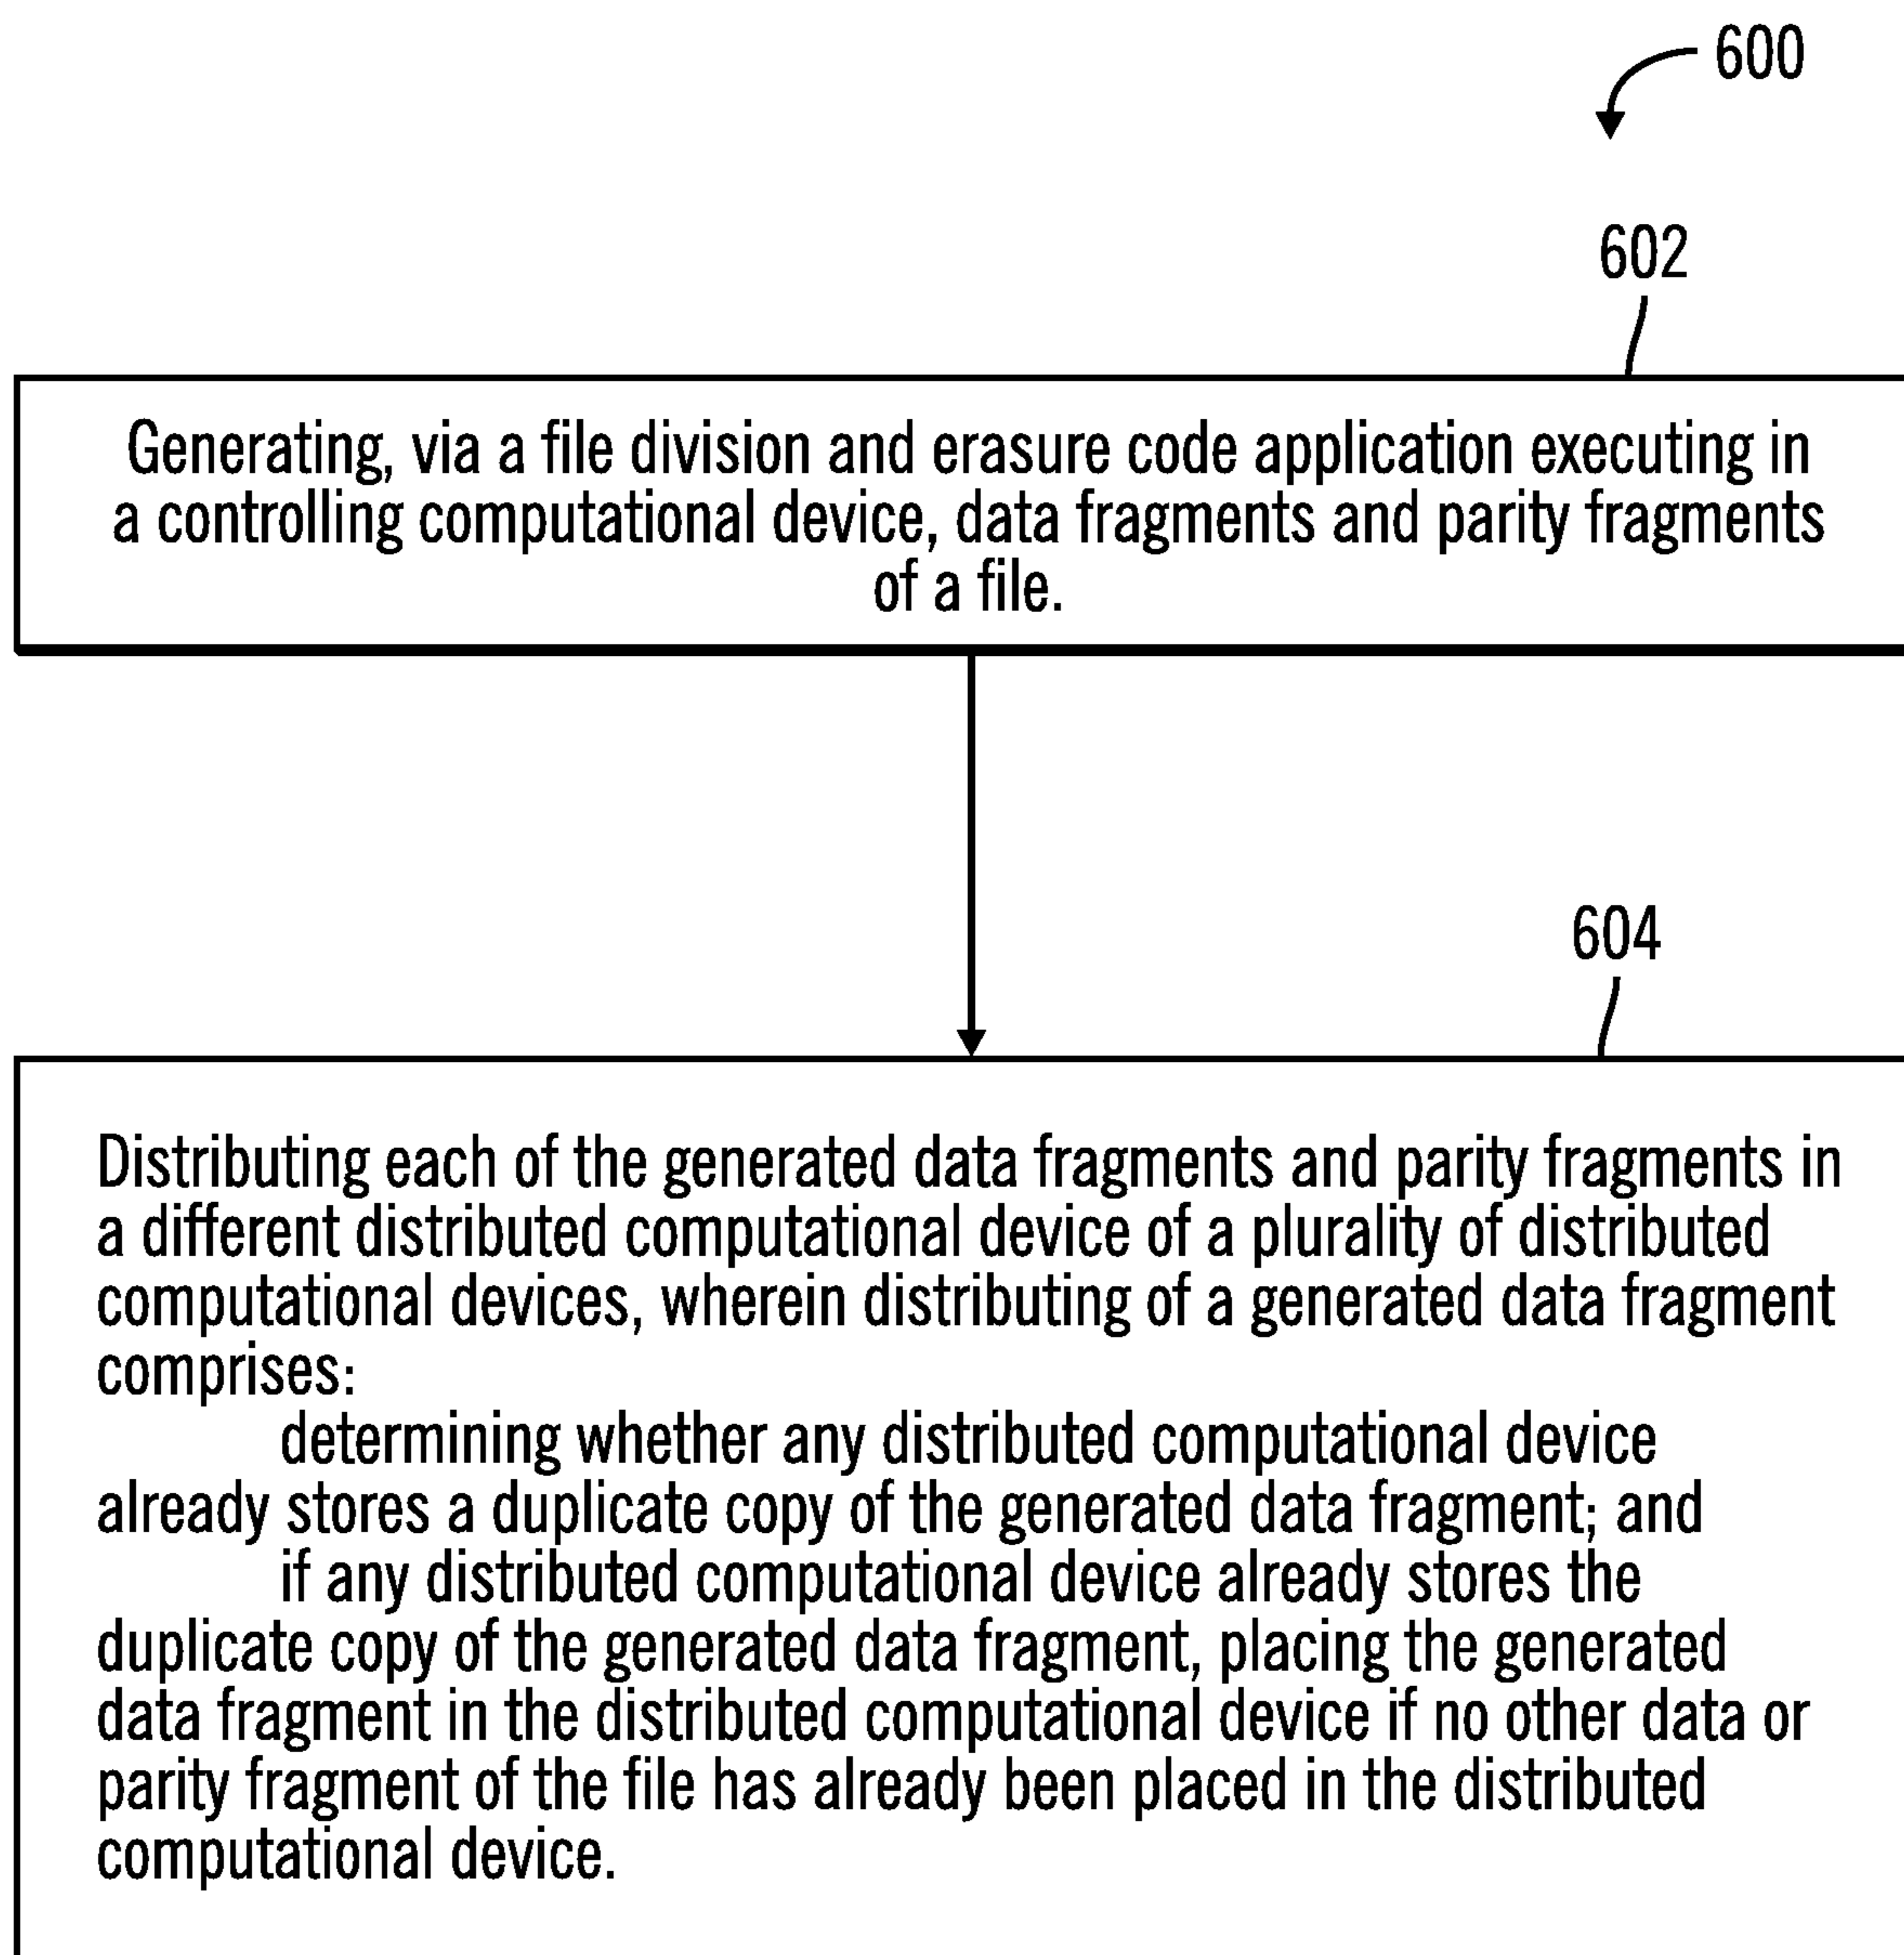 600
602
Generating, via a file division and erasure code application executing in
a controlling computational device, data fragments and parity fragments
of a file.
604
Distributing each of the generated data fragments and parity fragments in
a different distributed computational device of a plurality of distributed
computational devices, wherein distributing of a generated data fragment
comprises:
determining whether any distributed computational device
already stores a duplicate copy of the generated data fragment; and
if any distributed computational device already stores the
duplicate copy of the generated data fragment, placing the generated
data fragment in the distributed computational device if no other data or
parity fragment of the file has already been placed in the distributed
computational device.